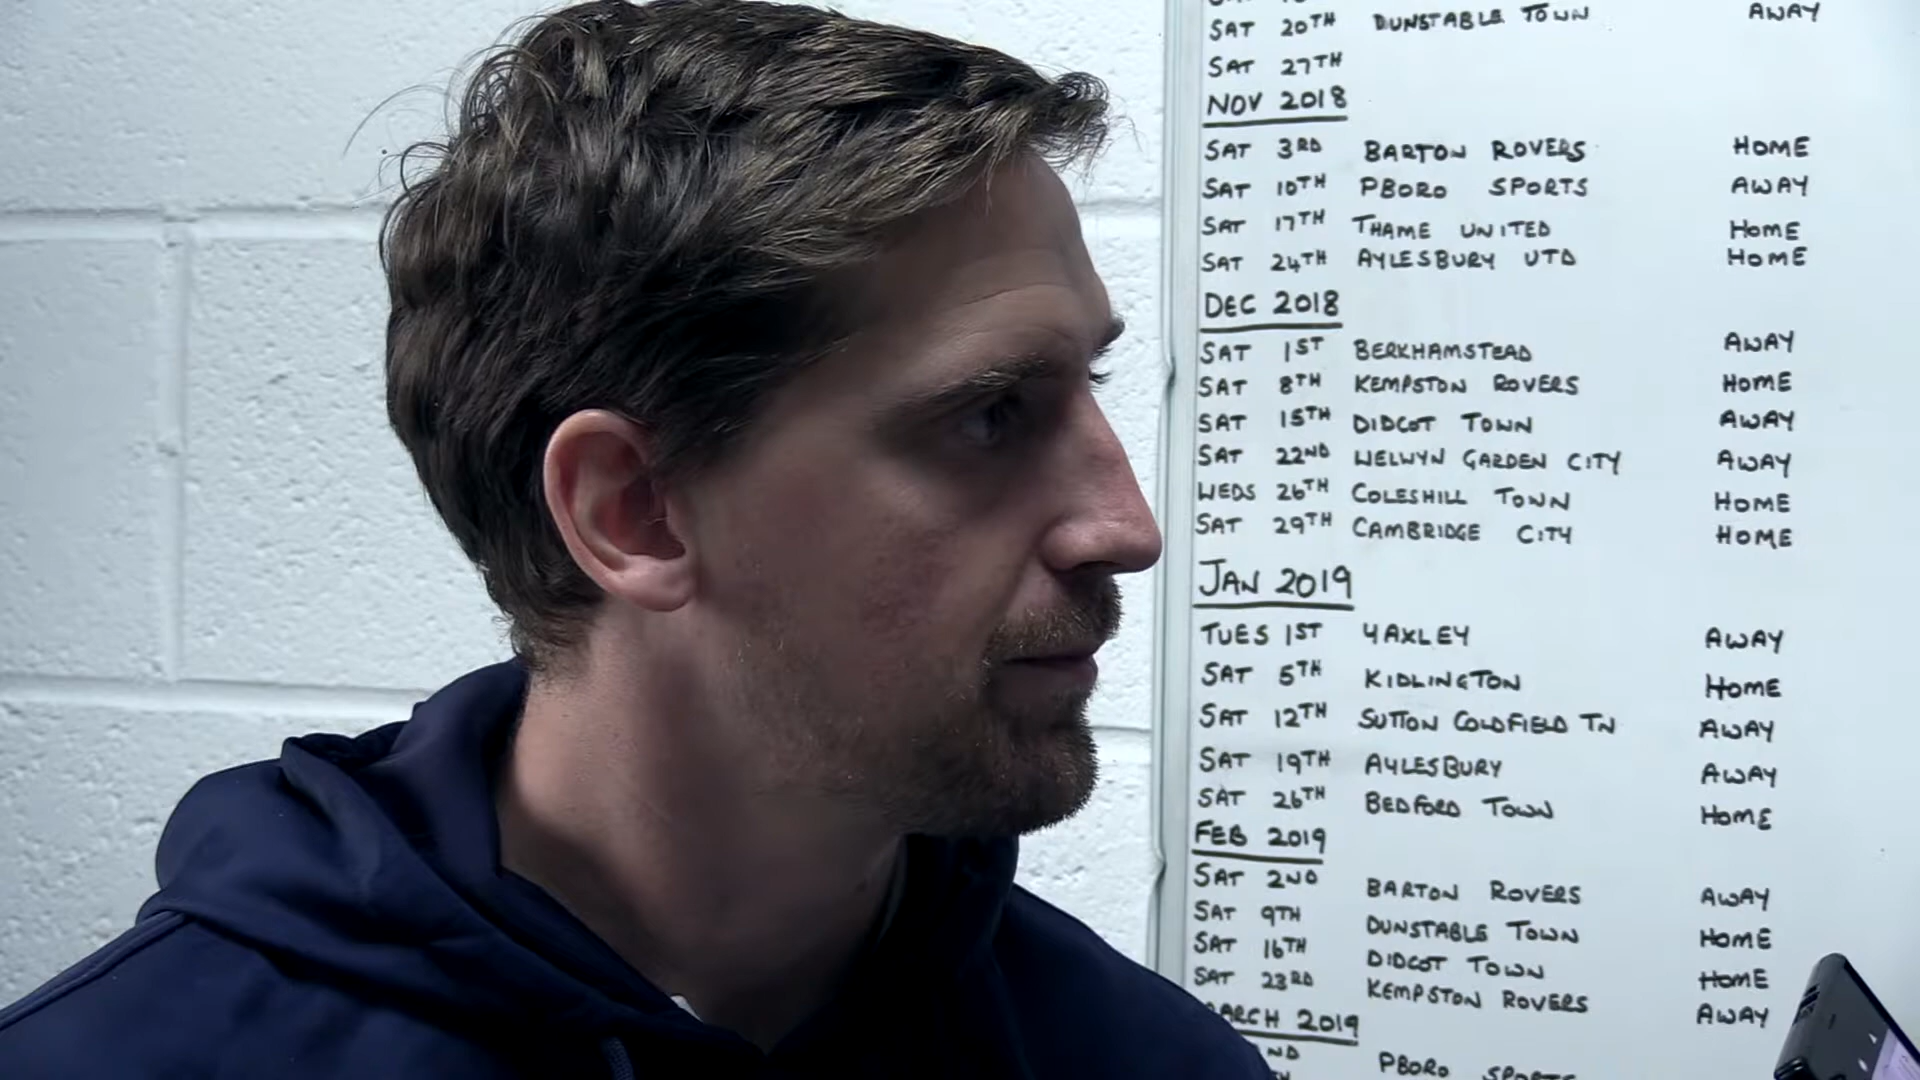 SAT 20TH DUNSTABLE TOWN AWAY
SAT 27TH
NOV 2018
SAT 3RD BARTON ROVERS HOME
SAT 10TH PBORO SPORTS AWAY
SAT 17TH THAME UNITED HOME
SAT 24TH AYLESBURY UTD HOME
DEC 2018
SAT 1ST BERKHAMSTEAD AWAY
SAT 8TH KEMPSTON ROVERS HOME
SAT 15TH DIDCOT TOWN AWAY
SAT 22ND WELWYN GARDEN CITY AWAY
WEDS 26TH COLESHILL TOWN HOME
SAT 29TH CAMBRIDGE CITY HOME
JAN 2019
TUES 1ST YAXLEY AWAY
SAT 5TH KIDLINGTON HOME
SAT 12TH SUTTON COLDFIELD TN AWAY
SAT 19TH AYLESBURY AWAY
SAT 26TH BEDFORD TOWN HOME
FEB 2019
SAT 2ND BARTON ROVERS AWAY
SAT 9TH DUNSTABLE TOWN HOME
SAT 16TH DIDCOT TOWN HOME
SAT 23RD KEMPSTON ROVERS AWAY
ARCH 2019
ND PBORO SPORTS